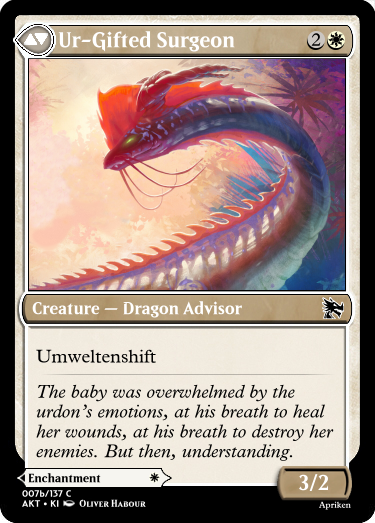 Ur-Gifted Surgeon 2
Creature — Dragon Advisor
Umweltenshift
The baby was overwhelmed by the
urdon's emotions, at his breath to heal
her wounds, at his breath to destroy her
enemies. But then, understanding.
Enchantment
3/2
007b/137 C
AKT • KI Oliver Harbour
Apriken